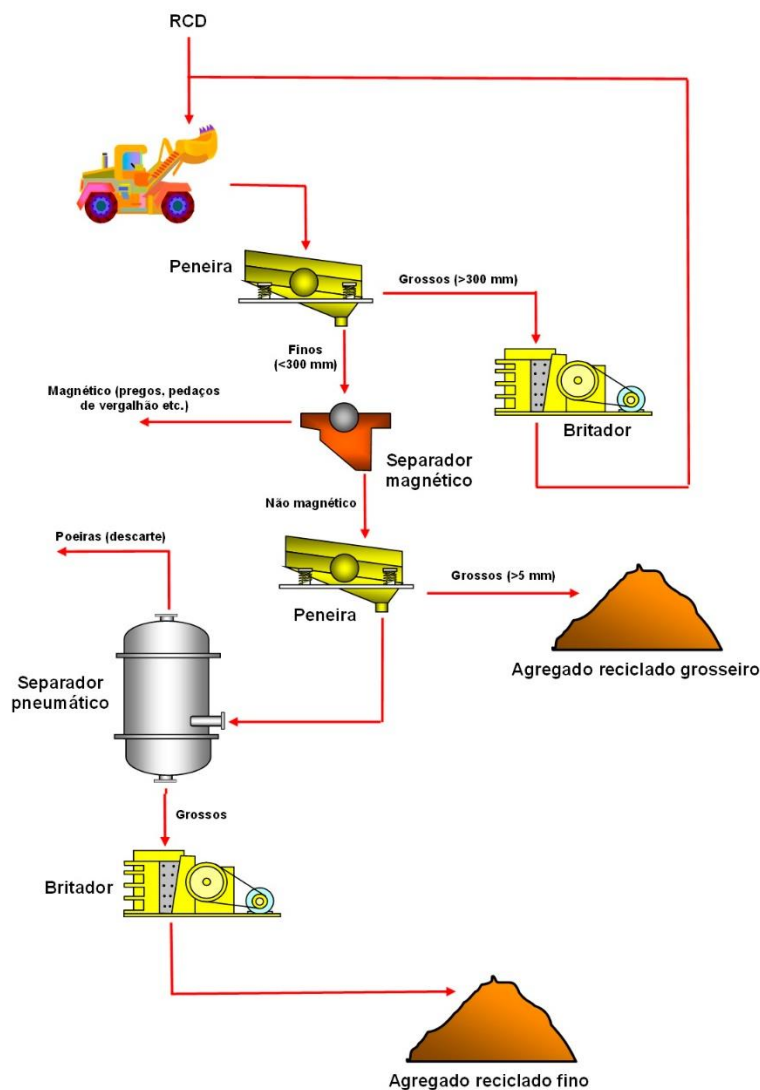 RCD
Peneira
Grossos (>300 mm)
Finos
(<300 mm)
Magnético (pregos, pedaços
de vergalhão etc.)
Britador
Separador
magnético
Não magnético
Poeiras (descarte)
Grossos (>5 mm)
Peneira
Agregado reciclado grosseiro
Separador
pneumático
Grossos
Britador
Agregado reciclado fino